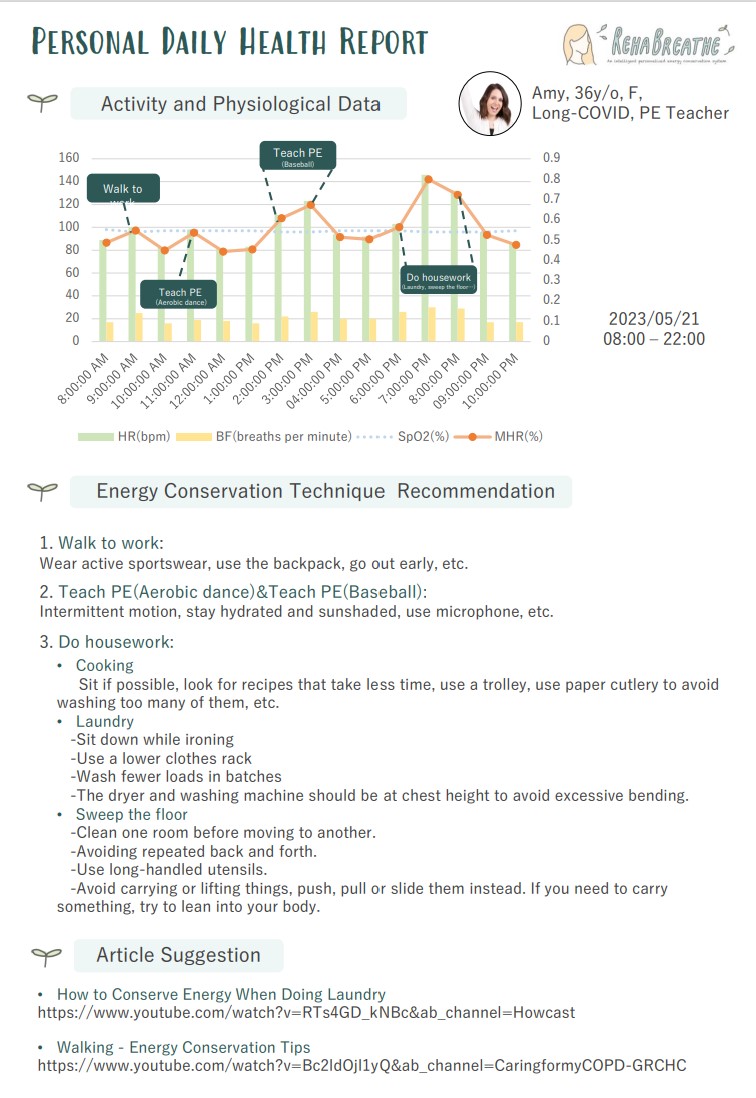 PERSONAL DAILY HEALTH REPORT
REHABREATHE
An intelligent personalized energy conservation system
Activity and Physiological Data
Amy, 36y/o, F,
Long-COVID, PE Teacher
160
140
120
100
80
60
40
20
0
0.9
0.8
0.7
0.6
0.5
0.4
0.3
0.2
0.1
0
Walk to
work
Teach PE
(Aerobic dance)
Teach PE
(Baseball)
Do housework
(Laundry, sweep the floor…)
2023/05/21
08:00 – 22:00
8:00:00 AM
9:00:00 AM
10:00:00 AM
11:00:00 AM
12:00:00 AM
1:00:00 PM
2:00:00 PM
3:00:00 PM
04:00:00 PM
5:00:00 PM
6:00:00 PM
7:00:00 PM
8:00:00 PM
09:00:00 PM
10:00:00 PM
HR(bpm) BF(breaths per minute) SpO2(%) MHR(%)
Energy Conservation Technique Recommendation
1. Walk to work:
Wear active sportswear, use the backpack, go out early, etc.
2. Teach PE(Aerobic dance)&Teach PE(Baseball):
Intermittent motion, stay hydrated and sunshaded, use microphone, etc.
3. Do housework:
• Cooking
Sit if possible, look for recipes that take less time, use a trolley, use paper cutlery to avoid
washing too many of them, etc.
• Laundry
-Sit down while ironing
-Use a lower clothes rack
-Wash fewer loads in batches
-The dryer and washing machine should be at chest height to avoid excessive bending.
• Sweep the floor
-Clean one room before moving to another.
-Avoiding repeated back and forth.
-Use long-handled utensils.
-Avoid carrying or lifting things, push, pull or slide them instead. If you need to carry
something, try to lean into your body.
Article Suggestion
• How to Conserve Energy When Doing Laundry
https://www.youtube.com/watch?v=RTs4GD_kNBc&ab_channel=Howcast
• Walking - Energy Conservation Tips
https://www.youtube.com/watch?v=Bc2IdOjl1yQ&ab_channel=CaringformyCOPD-GRCHC